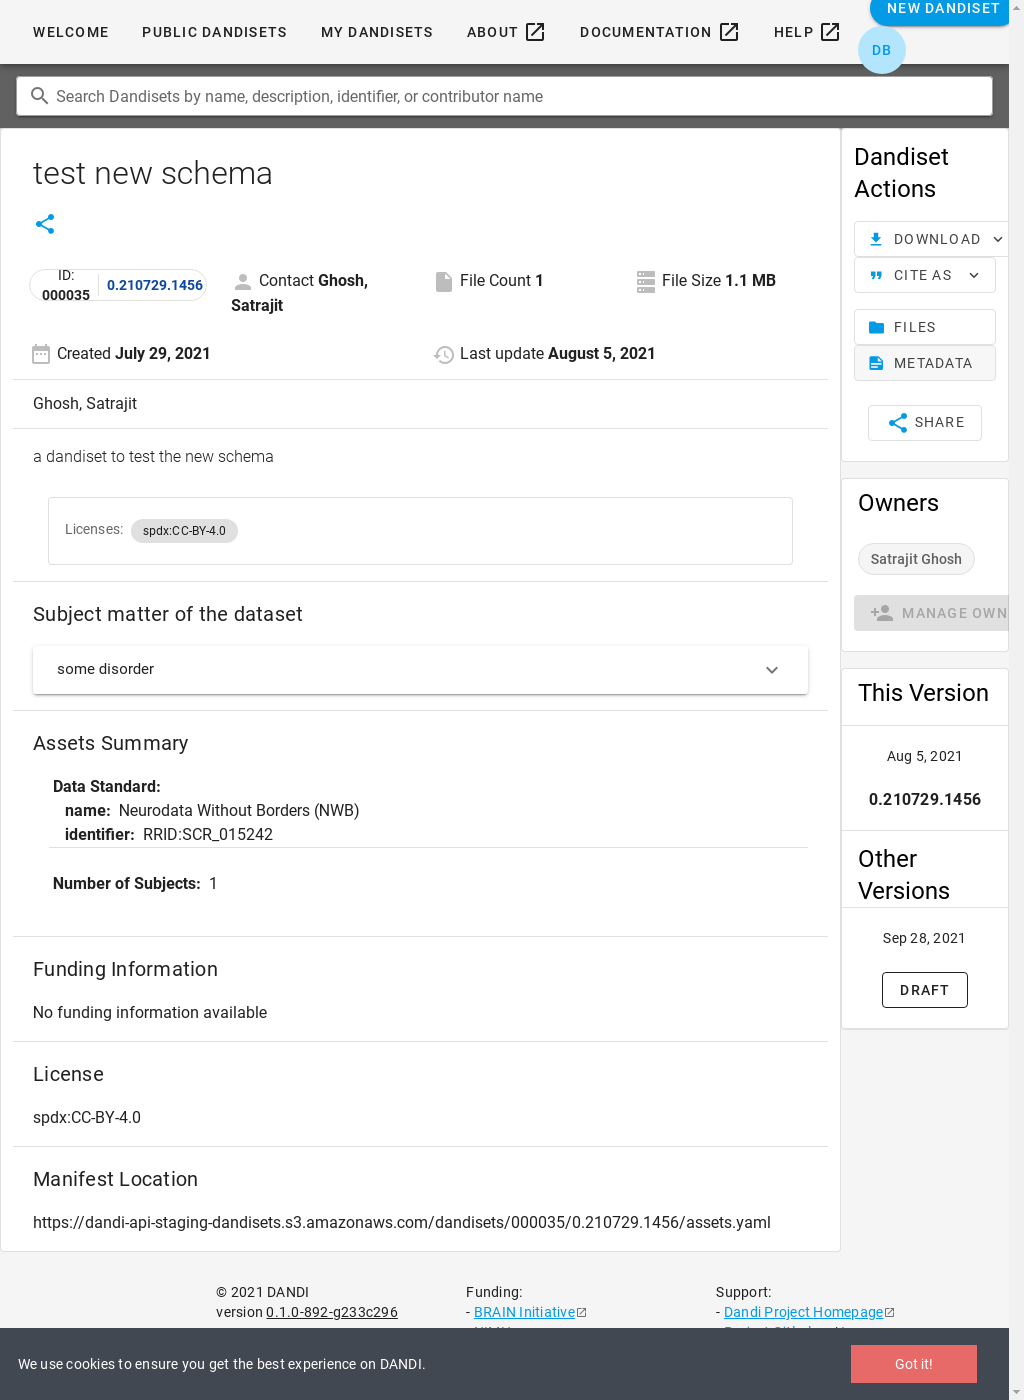 NEW DANDISET
WELCOME
PUBLIC DANDISETS
MY DANDISETS
ABOUT
DOCUMENTATION
HELP
DB
Search Dandisets by name, description, identifier, or contributor name
test new schema
ID:
000035
0.210729.1456
Contact Ghosh,
Satrajit
File Count 1
File Size 1.1 MB
Created July 29, 2021
Last update August 5, 2021
Ghosh, Satrajit
a dandiset to test the new schema
Licenses: spdx:CC-BY-4.0
Subject matter of the dataset
some disorder
Assets Summary
Data Standard:
name: Neurodata Without Borders (NWB)
identifier: RRID:SCR_015242
Number of Subjects: 1
Funding Information
No funding information available
License
spdx:CC-BY-4.0
Manifest Location
https://dandi-api-staging-dandisets.s3.amazonaws.com/dandisets/000035/0.210729.1456/assets.yaml
Dandiset
Actions
DOWNLOAD
CITE AS
FILES
METADATA
SHARE
Owners
Satrajit Ghosh
MANAGE OWN
This Version
Aug 5, 2021
0.210729.1456
Other
Versions
Sep 28, 2021
DRAFT
© 2021 DANDI
version 0.1.0-892-g233c296
Funding:
- BRAIN Initiative
Support:
- Dandi Project Homepage
We use cookies to ensure you get the best experience on DANDI.
Got it!